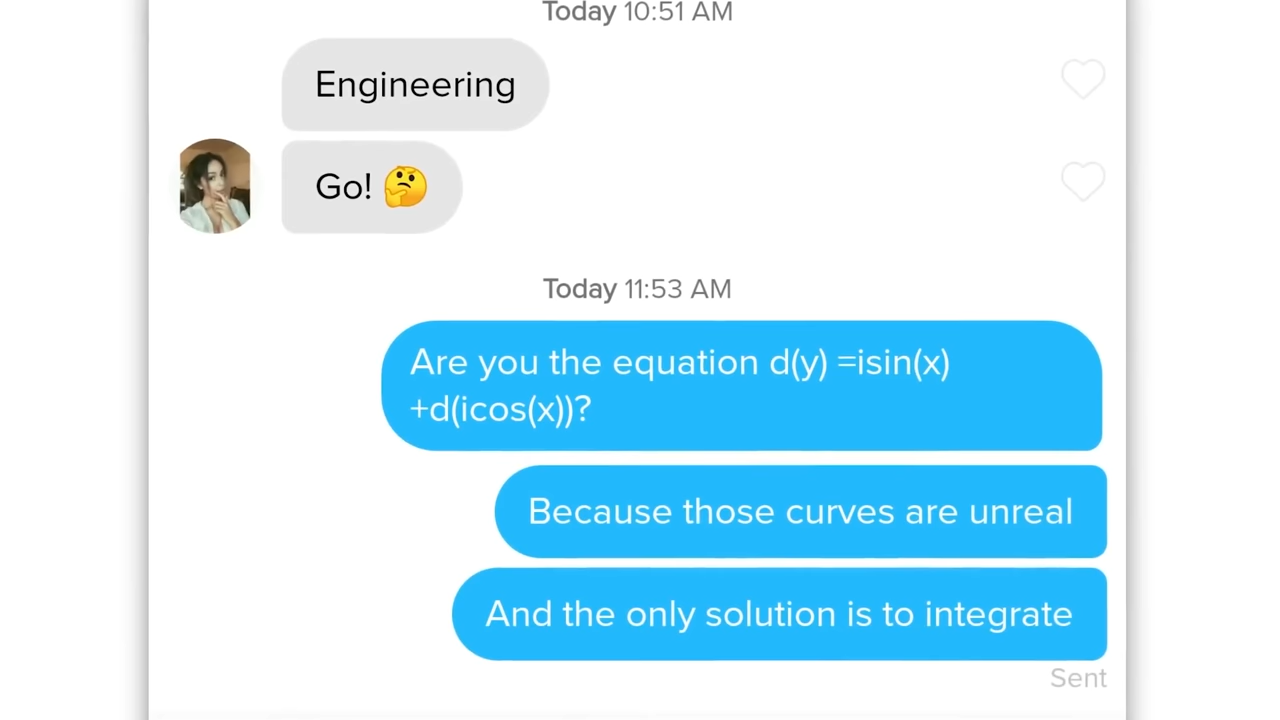 Today 10:51 AM
Engineering
Go! 🤔
Today 11:53 AM
Are you the equation d(y) =isin(x)
+d(icos(x))?
Because those curves are unreal
And the only solution is to integrate
Sent